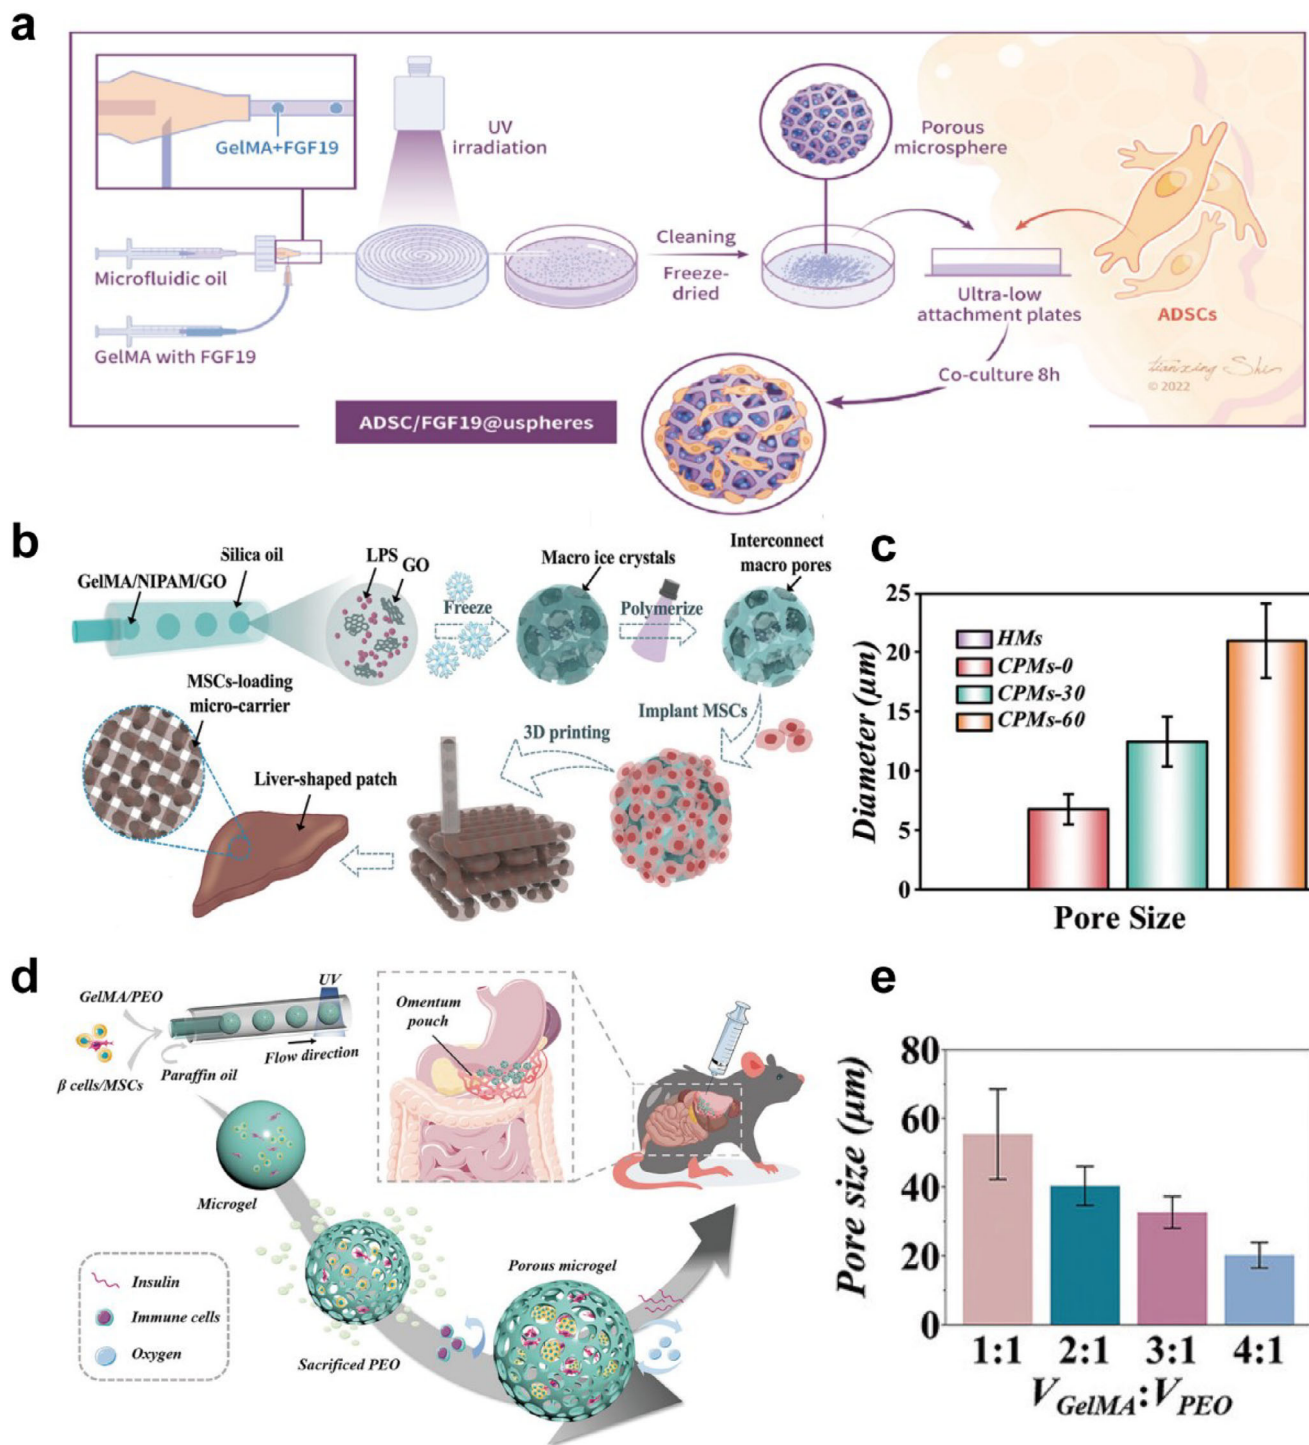 a
GelMA+FGF19
UV
irradiation
Porous
microsphere
Microfluidic oil
GelMA with FGF19
Cleaning
Freeze-
dried
Ultra-low
attachment plates
ADSCs
Co-culture 8h
© 2022
ADSC/FGF19@uspheres
b
GelMA/NIPAM/GO
Silica oil
LPS
GO
Freeze
Macro ice crystals
Polymerize
Interconnect
macro pores
MSCs-loading
micro-carrier
Liver-shaped patch
3D printing
Implant MSCs
c
Diameter (μm)
25
20
15
10
5
0
HMs
CPMs-0
CPMs-30
CPMs-60
Pore Size
d
GelMA/PEO
β cells/MSCs
Paraffin oil
UV
Flow direction
Omentum
pouch
Microgel
Sacrificed PEO
Porous microgel
Insulin
Immune cells
Oxygen
e
Pore size (μm)
80
60
40
20
0
1:1 2:1 3:1 4:1
VGelMA:VPEO